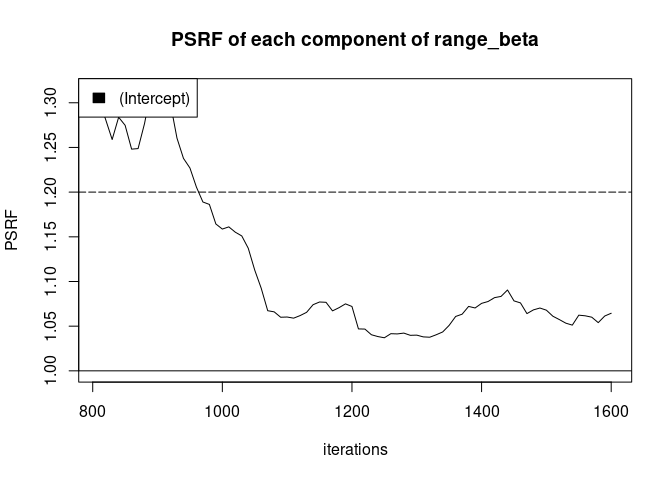 PSRF of each component of range_beta
(Intercept)
PSRF
1.30
1.25
1.20
1.15
1.10
1.05
1.00
800 1000 1200 1400 1600
iterations